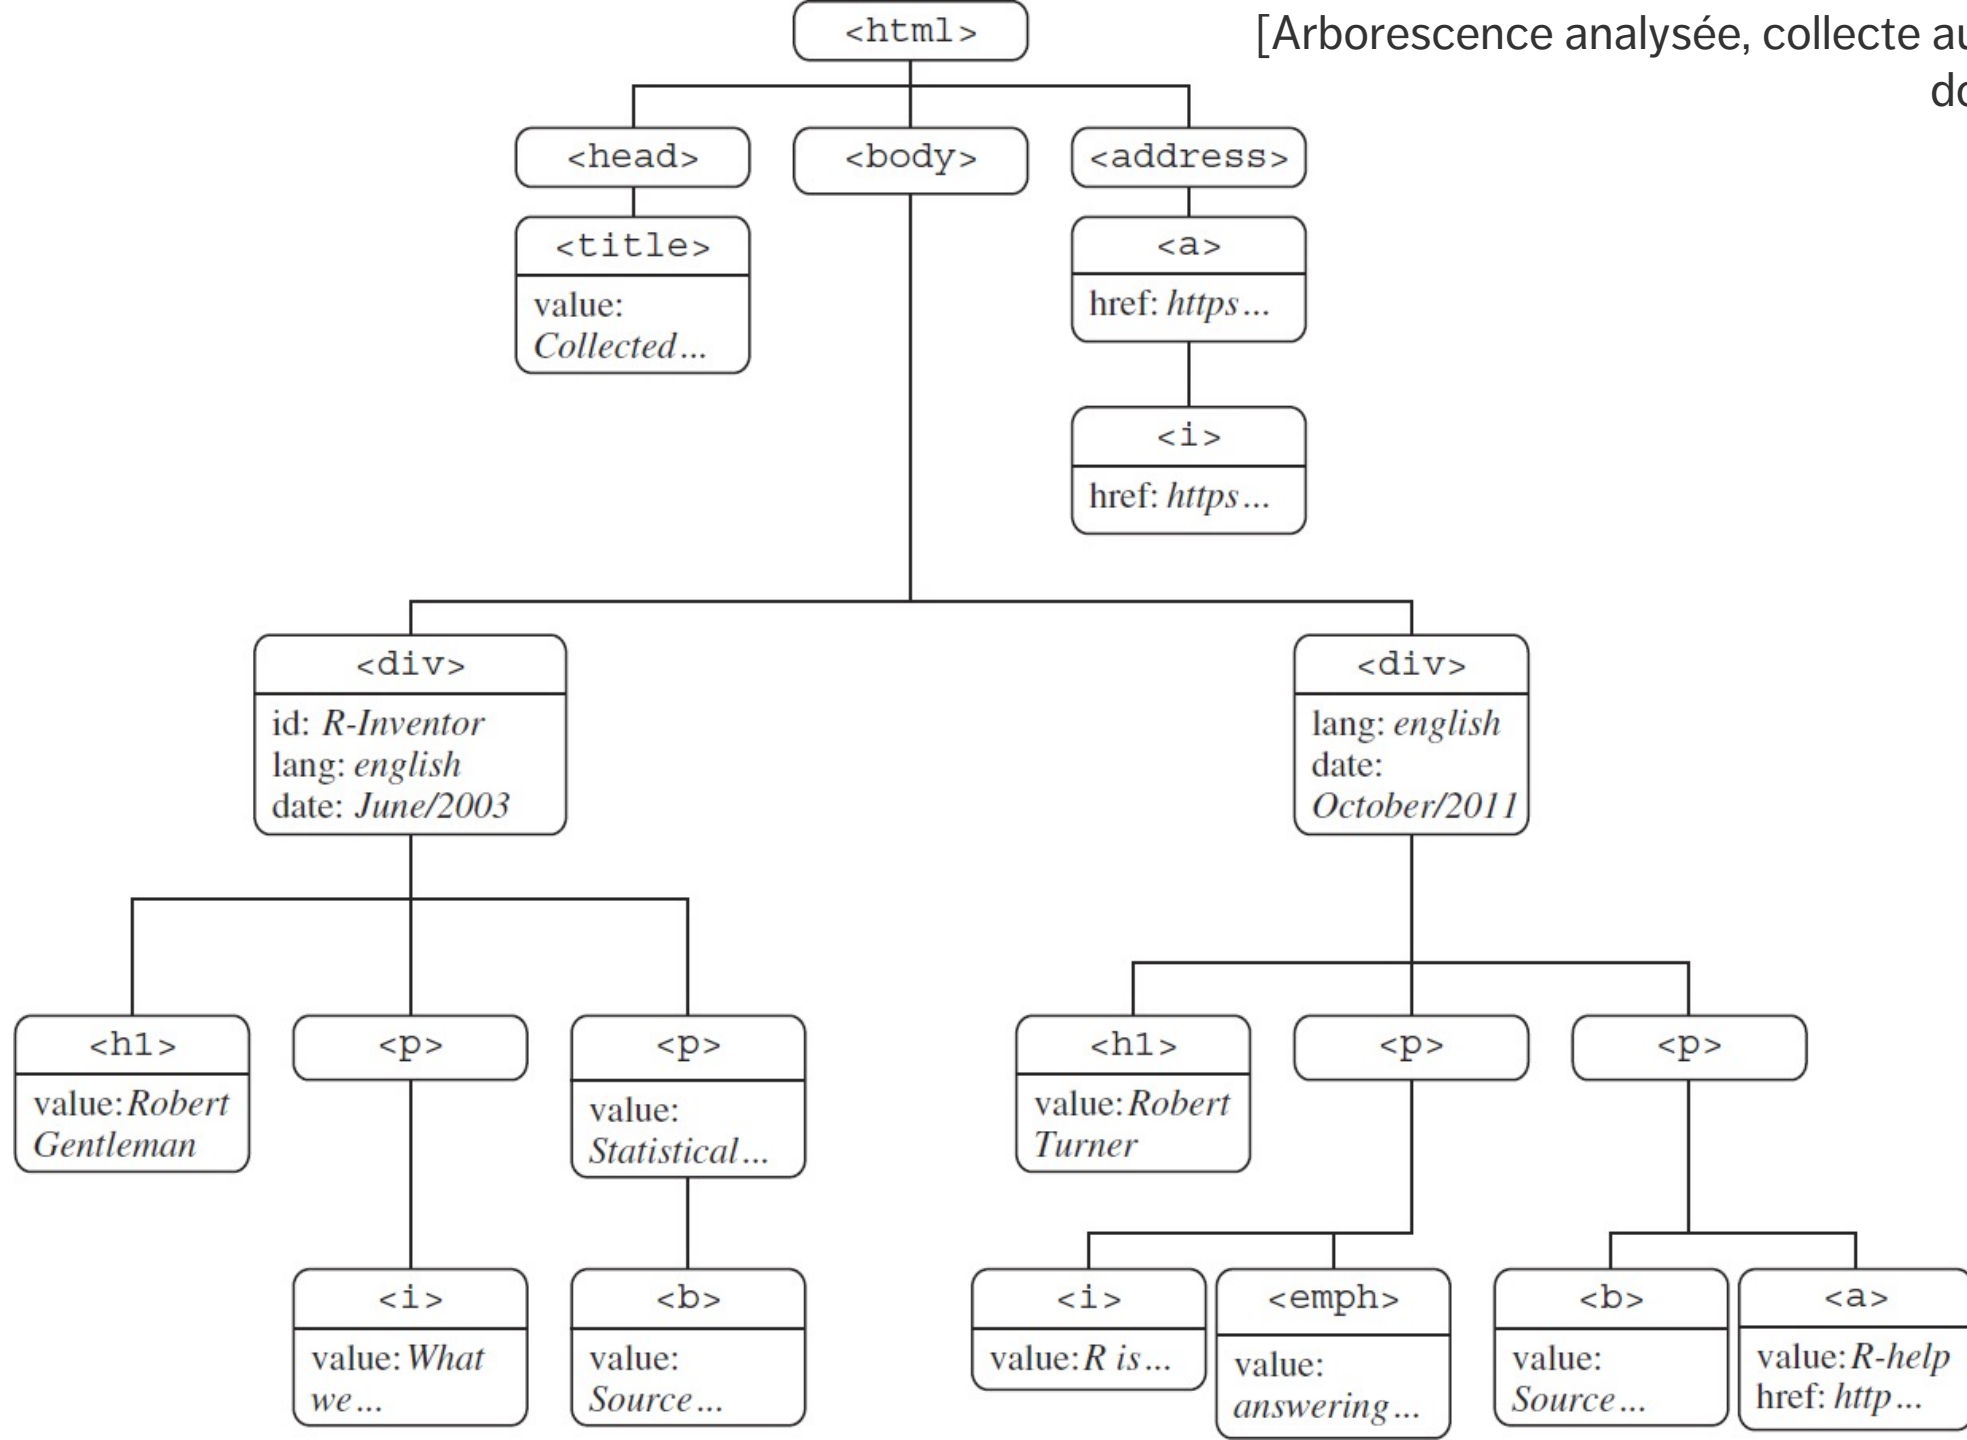 <html>
[Arborescence analysée, collecte
<head>
<body>
<address>
<title>
value:
Collected...
<a>
href: https...
<i>
href: https...
<div>
id: R-Inventor
lang: english
date: June/2003
<div>
lang: english
date:
October/2011
<h1>
value: Robert
Gentleman
<p>
<p>
value:
Statistical...
<h1>
value: Robert
Turner
<p>
<p>
<i>
value: What
we...
<b>
value:
Source...
<i>
value: R is...
<emph>
value:
answering...
<b>
value:
Source...
<a>
value: R-help
href: http...